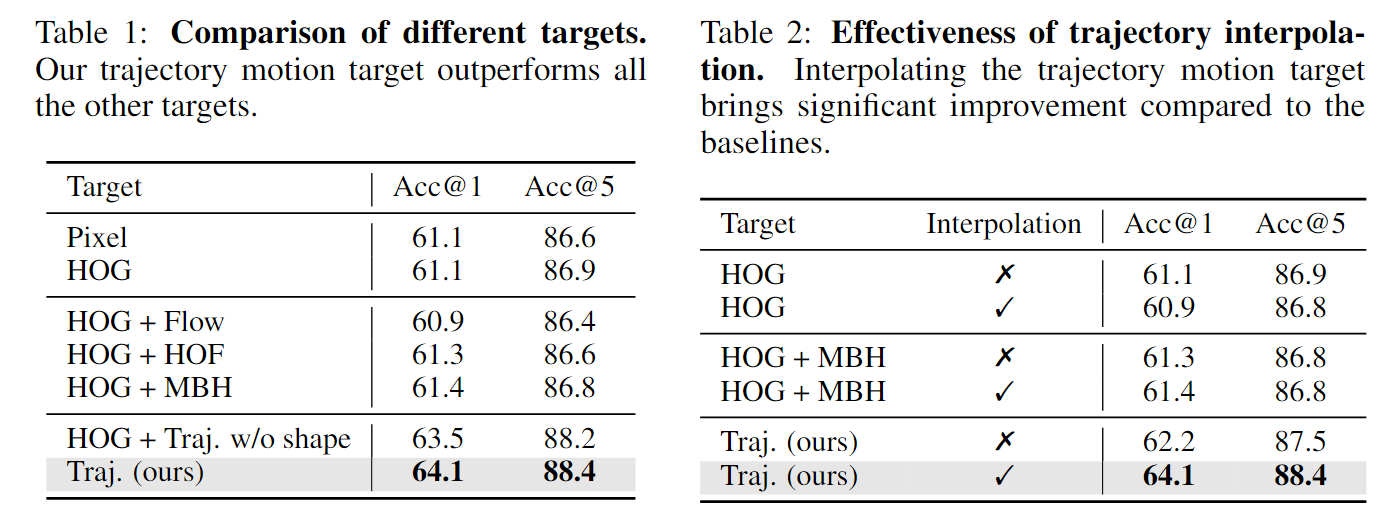 Table 1: Comparison of different targets.
Our trajectory motion target outperforms all
the other targets.
Target Acc@1 Acc@5
Pixel 61.1 86.6
HOG 61.1 86.9
HOG + Flow 60.9 86.4
HOG + HOF 61.3 86.6
HOG + MBH 61.4 86.8
HOG + Traj. w/o shape 63.5 88.2
Traj. (ours) 64.1 88.4
Table 2: Effectiveness of trajectory interpola-
tion. Interpolating the trajectory motion target
brings significant improvement compared to the
baselines.
Target Interpolation Acc@1 Acc@5
HOG ✗ 61.1 86.9
HOG ✓ 60.9 86.8
HOG + MBH ✗ 61.3 86.8
HOG + MBH ✓ 61.4 86.8
Traj. (ours) ✗ 62.2 87.5
Traj. (ours) ✓ 64.1 88.4